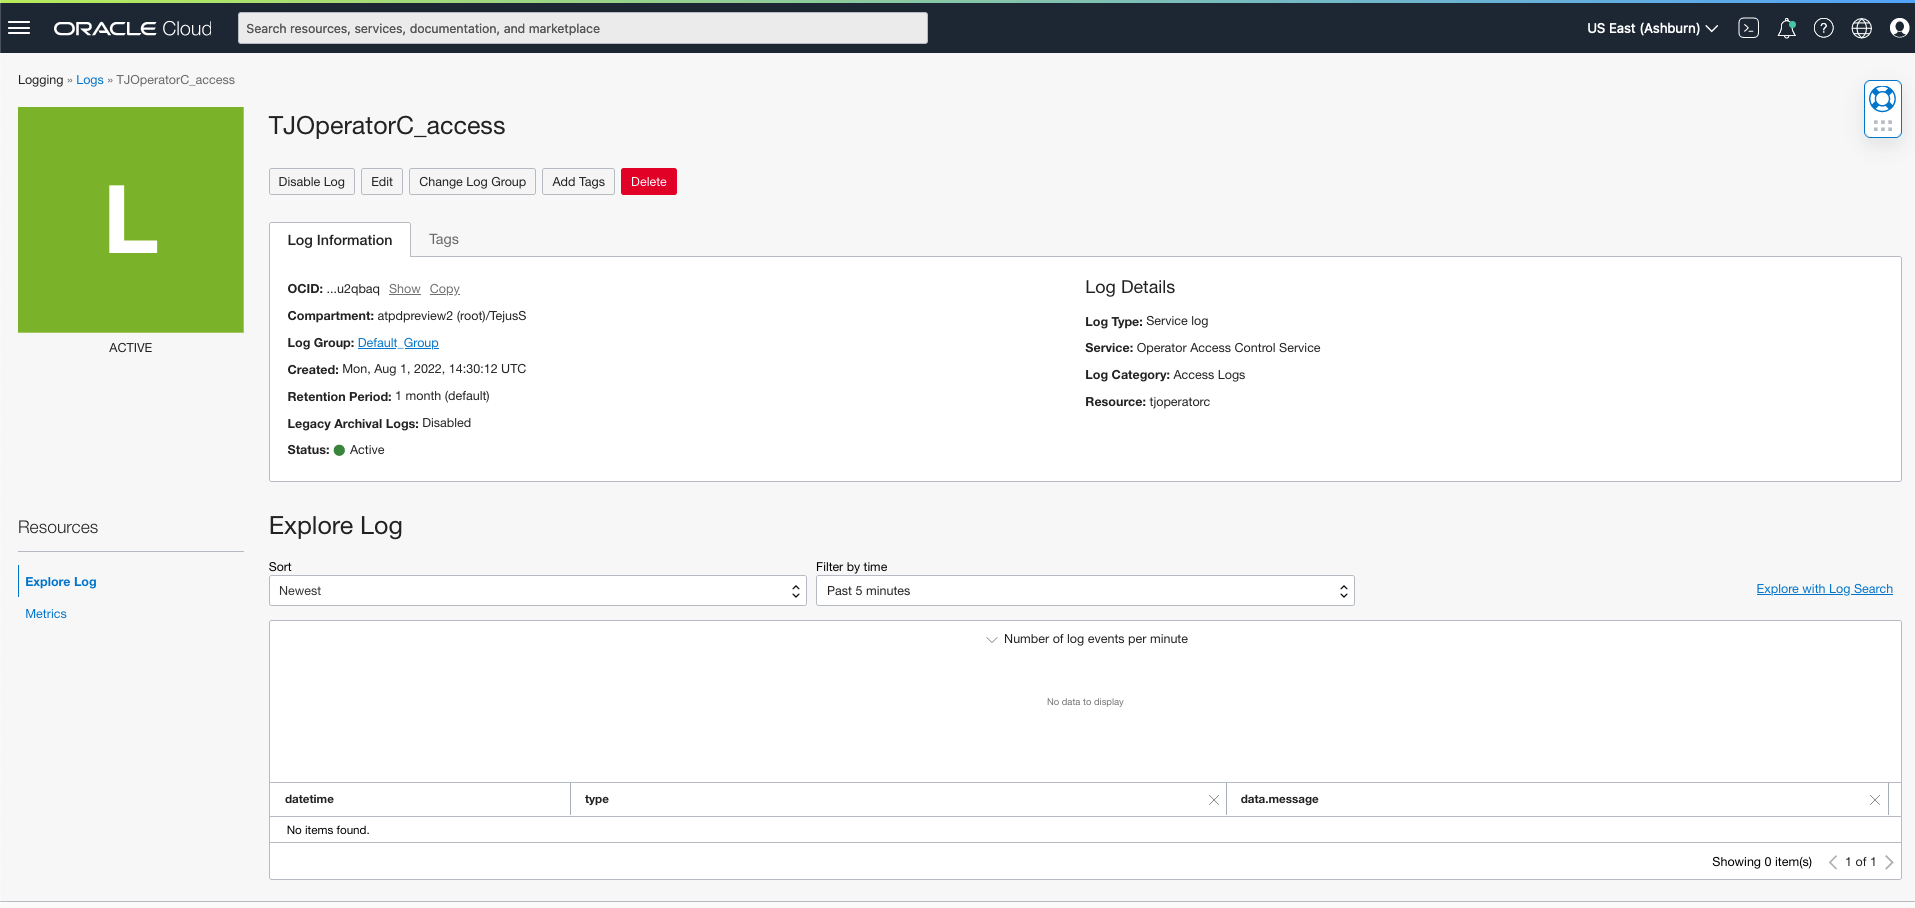 ORACLE Cloud
Search resources, services, documentation, and marketplace
US East (Ashburn)
Logging » Logs » TJOperatorC_access
L
ACTIVE
TJOperatorC_access
Disable Log Edit Change Log Group Add Tags Delete
Log Information Tags
OCID: ...u2qbaq Show Copy
Compartment: atpdpreview2 (root)/TejusS
Log Group: Default_Group
Created: Mon, Aug 1, 2022, 14:30:12 UTC
Retention Period: 1 month (default)
Legacy Archival Logs: Disabled
Status: Active
Log Details
Log Type: Service log
Service: Operator Access Control Service
Log Category: Access Logs
Resource: tjoperatorc
Resources
Explore Log
Metrics
Explore Log
Sort
Newest
Filter by time
Past 5 minutes
Explore with Log Search
Number of log events per minute
No data to display
datetime type data.message
No items found.
Showing 0 item(s) 1 of 1